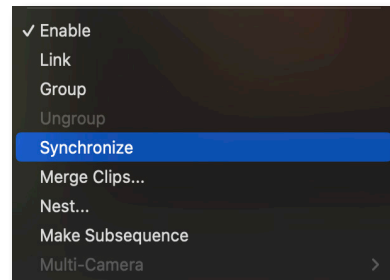 ✓ Enable
Link
Group
Ungroup
Synchronize
Merge Clips...
Nest...
Make Subsequence
Multi-Camera